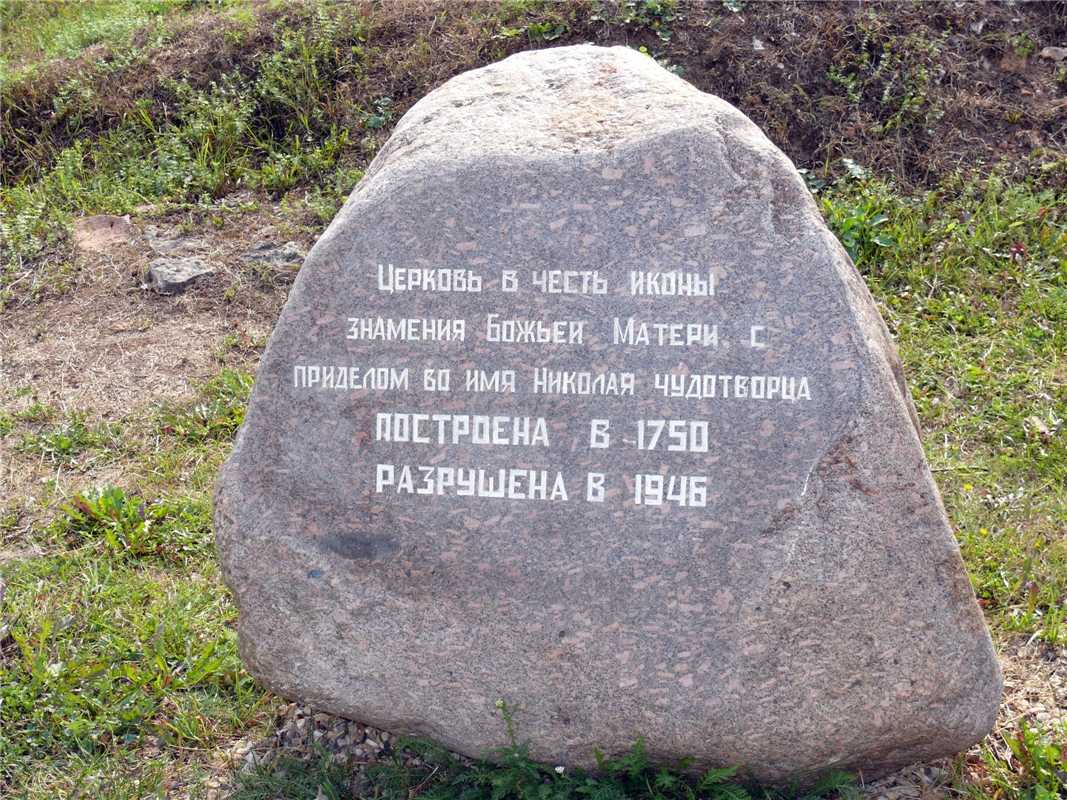 Церковь в честь иконы
знамения Божьей Матери, с
приделом во имя Николая чудотворца
построена в 1750
Разрушена в 1946